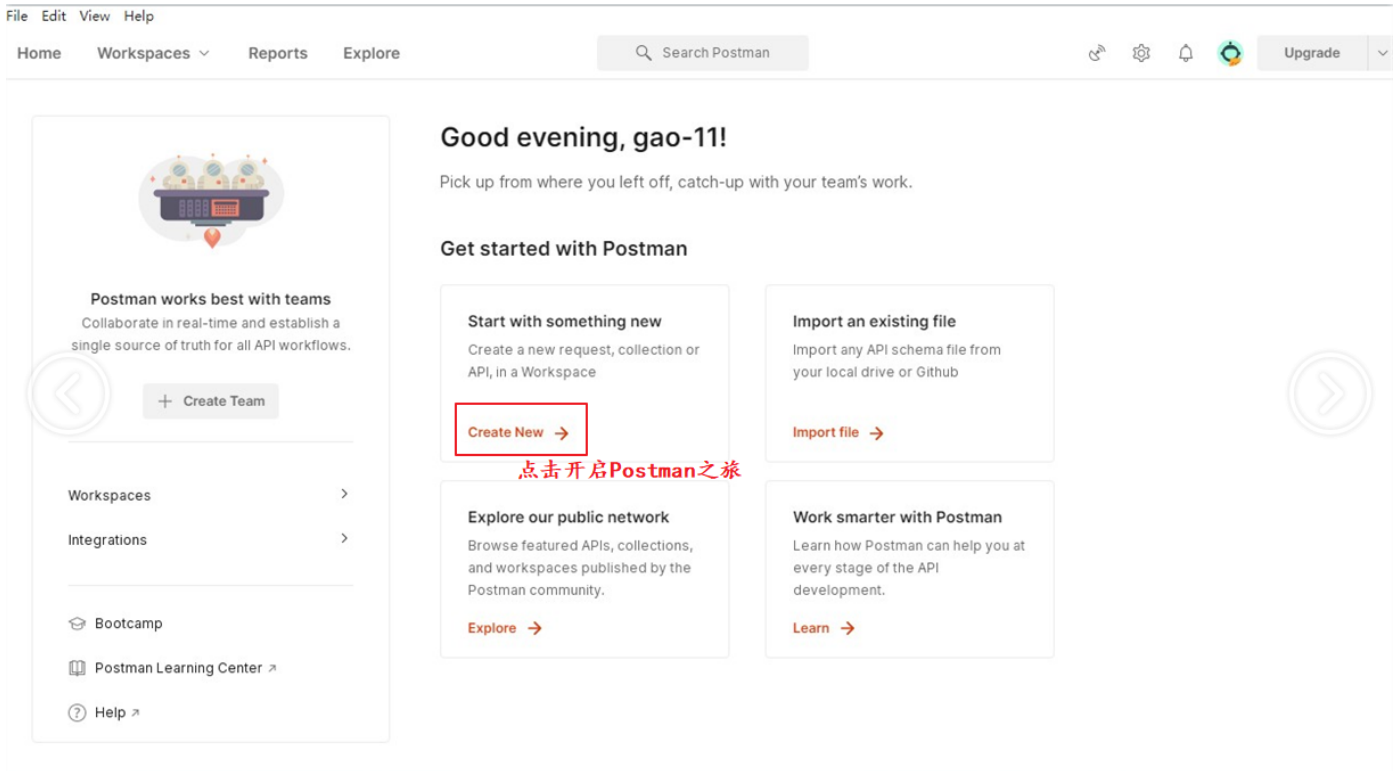 File Edit View Help
Home Workspaces Reports Explore Search Postman Upgrade
Postman works best with teams
Collaborate in real-time and establish a
single source of truth for all API workflows.
Create Team
Workspaces
Integrations
Bootcamp
Postman Learning Center
Help
Good evening, gao-11!
Pick up from where you left off, catch-up with your team's work.
Get started with Postman
Start with something new
Create a new request, collection or
API, in a Workspace
Create New
点击开启Postman之旅
Import an existing file
Import any API schema file from
your local drive or Github
Import file
Explore our public network
Browse featured APIs, collections,
and workspaces published by the
Postman community.
Explore
Work smarter with Postman
Learn how Postman can help you at
every stage of the API
development.
Learn